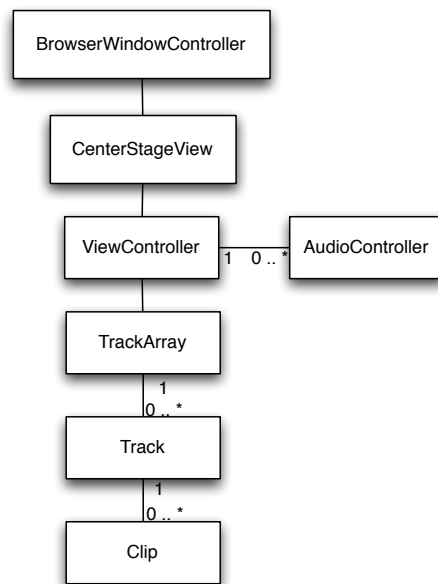 BrowserWindowController
CenterStageView
ViewController
AudioController
1 0 .. *
TrackArray
1
0 .. *
Track
1
0 .. *
Clip